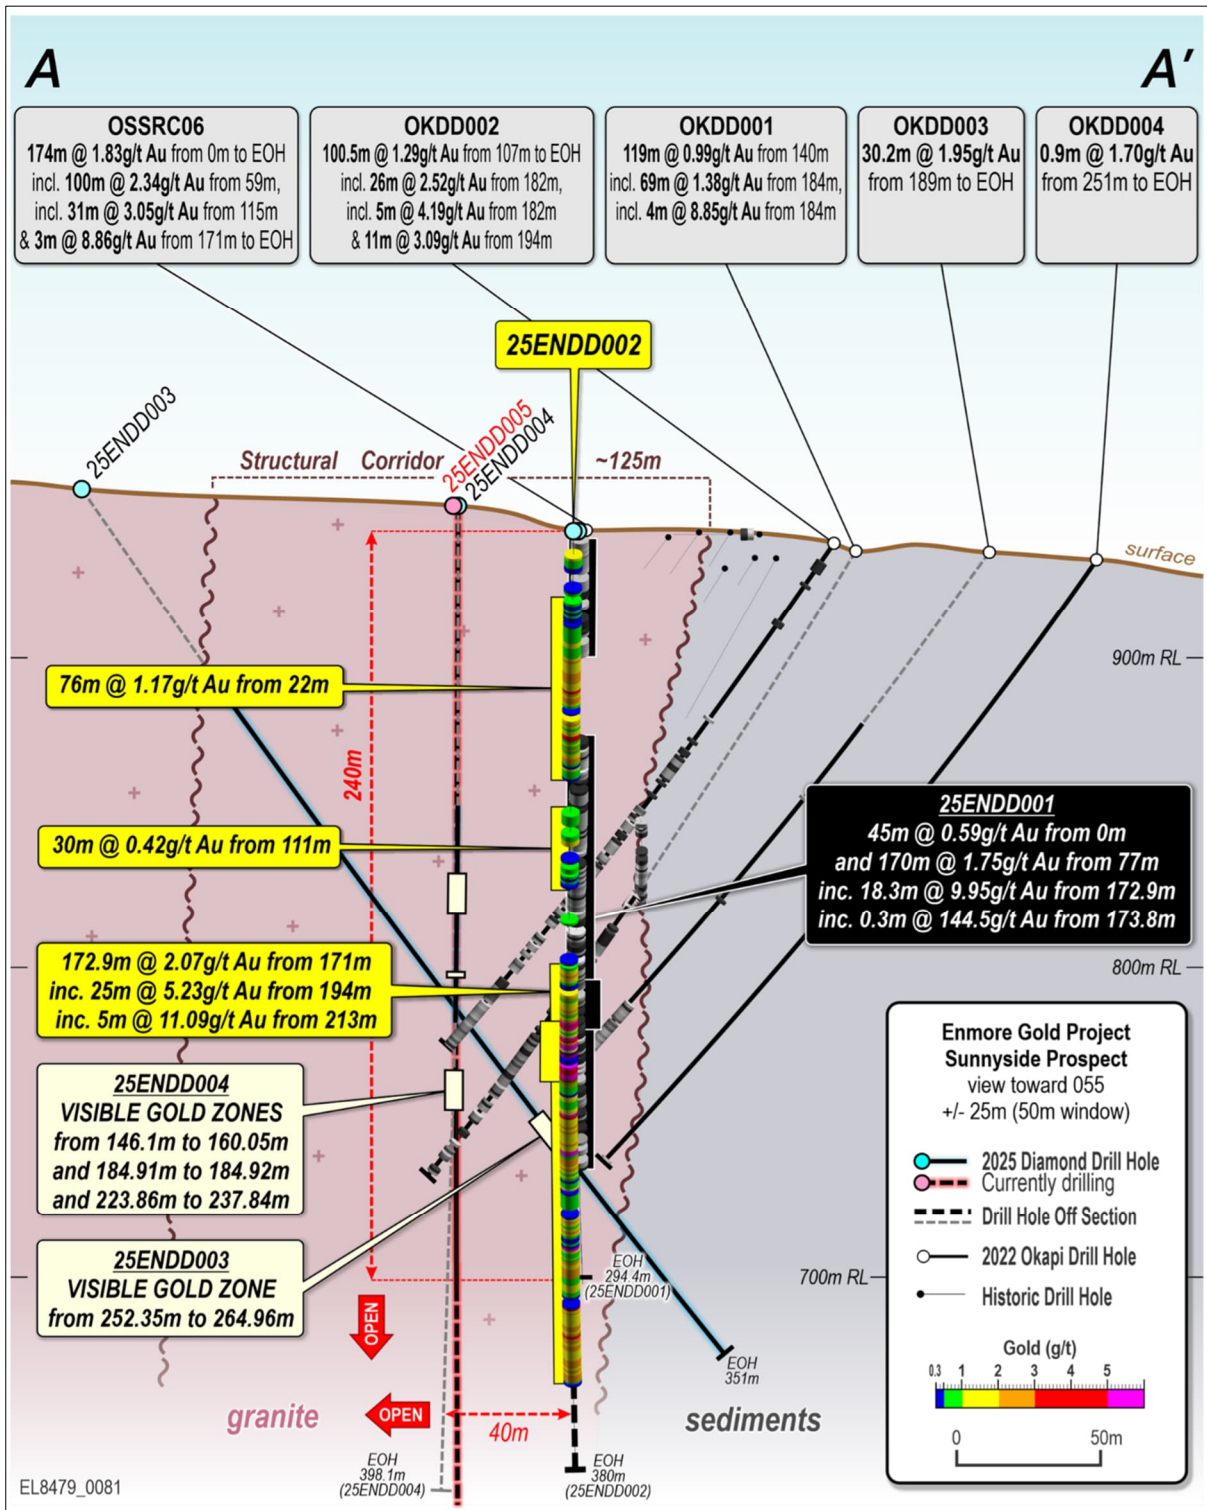 A
A'
OSSRC06
174m @ 1.83g/t Au from 0m to EOH
incl. 100m @ 2.34g/t Au from 59m,
incl. 31m @ 3.05g/t Au from 115m
& 3m @ 8.86g/t Au from 171m to EOH
OKDD002
100.5m @ 1.29g/t Au from 107m to EOH
incl. 26m @ 2.52g/t Au from 182m,
incl. 5m @ 4.19g/t Au from 182m
& 11m @ 3.09g/t Au from 194m
OKDD001
119m @ 0.99g/t Au from 140m
incl. 69m @ 1.38g/t Au from 184m,
incl. 4m @ 8.85g/t Au from 184m
OKDD003
30.2m @ 1.95g/t Au
from 189m to EOH
OKDD004
0.9m @ 1.70g/t Au
from 251m to EOH
25ENDD002
25ENDD003
25ENDD005
25ENDD004
Structural Corridor ~125m
surface
900m RL
76m @ 1.17g/t Au from 22m
240m
30m @ 0.42g/t Au from 111m
25ENDD001
45m @ 0.59g/t Au from 0m
and 170m @ 1.75g/t Au from 77m
inc. 18.3m @ 9.95g/t Au from 172.9m
inc. 0.3m @ 144.5g/t Au from 173.8m
172.9m @ 2.07g/t Au from 171m
inc. 25m @ 5.23g/t Au from 194m
inc. 5m @ 11.09g/t Au from 213m
800m RL
25ENDD004
VISIBLE GOLD ZONES
from 146.1m to 160.05m
and 184.91m to 184.92m
and 223.86m to 237.84m
25ENDD003
VISIBLE GOLD ZONE
from 252.35m to 264.96m
EOH
294.4m
(25ENDD001)
700m RL
OPEN
EOH
351m
granite
OPEN
40m
sediments
EOH
398.1m
(25ENDD004)
EOH
380m
(25ENDD002)
EL8479_0081
Enmore Gold Project
Sunnyside Prospect
view toward 055
+/- 25m (50m window)
2025 Diamond Drill Hole
Currently drilling
Drill Hole Off Section
2022 Okapi Drill Hole
Historic Drill Hole
Gold (g/t)
0.3 1 2 3 4 5
0 50m